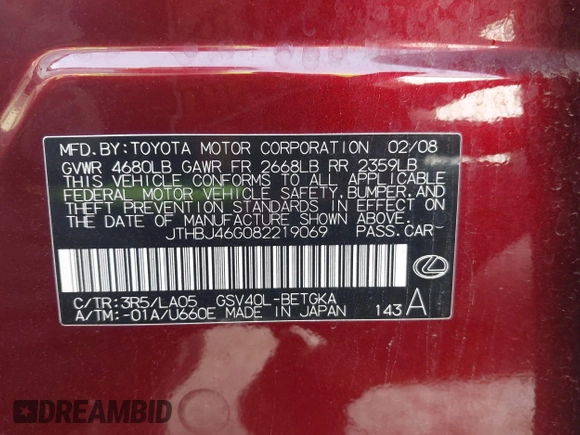 MFD.BY:TOYOTA MOTOR CORPORATION 02/08
GVWR 4680LB GAWR FR 2668LB RR 2359LB
THIS VEHICLE CONFORMS TO ALL APPLICABLE
FEDERAL MOTOR VEHICLE SAFETY, BUMPER, AND
THEFT PREVENTION STANDARDS IN EFFECT ON
THE DATE OF MANUFACTURE SHOWN ABOVE.
JTHBJ46G082219069 PASS.CAR
C/TR:3R5/LA05 GSV40L-BETGKA
A/TM:-01A/U660E MADE IN JAPAN 143 A
DREAMBID